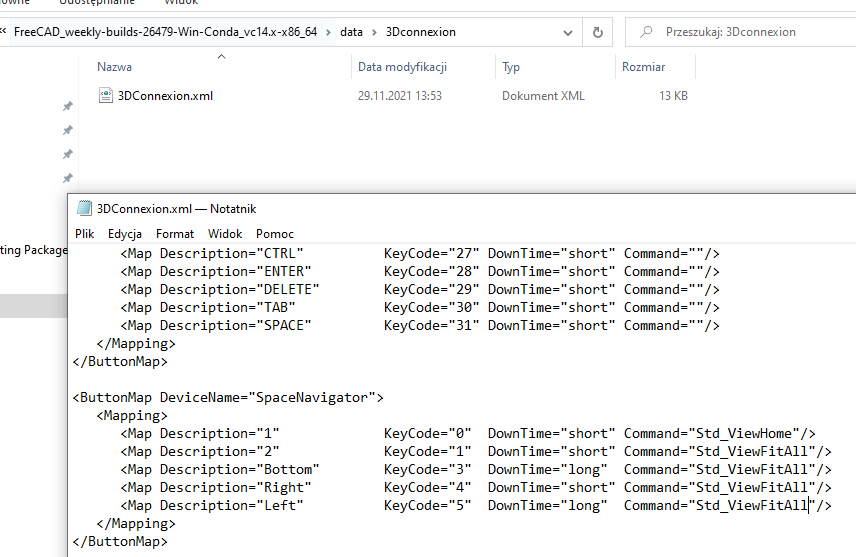 Udostępnianie Widok
FreeCAD_weekly-builds-26479-Win-Conda_vc14.x-x86_64 > data > 3Dconnexion
Przeszukaj: 3Dconnexion
Nazwa Data modyfikacji Typ Rozmiar
3DConnexion.xml 29.11.2021 13:53 Dokument XML 13 KB
ting Package
3DConnexion.xml — Notatnik
Plik Edycja Format Widok Pomoc
<Map Description="CTRL" KeyCode="27" DownTime="short" Command=""/>
<Map Description="ENTER" KeyCode="28" DownTime="short" Command=""/>
<Map Description="DELETE" KeyCode="29" DownTime="short" Command=""/>
<Map Description="TAB" KeyCode="30" DownTime="short" Command=""/>
<Map Description="SPACE" KeyCode="31" DownTime="short" Command=""/>
</Mapping>
</ButtonMap>
<ButtonMap DeviceName="SpaceNavigator">
<Mapping>
<Map Description="1" KeyCode="0" DownTime="short" Command="Std_ViewHome"/>
<Map Description="2" KeyCode="1" DownTime="short" Command="Std_ViewFitAll"/>
<Map Description="Bottom" KeyCode="3" DownTime="long" Command="Std_ViewFitAll"/>
<Map Description="Right" KeyCode="4" DownTime="short" Command="Std_ViewFitAll"/>
<Map Description="Left" KeyCode="5" DownTime="long" Command="Std_ViewFitAll"/>
</Mapping>
</ButtonMap>